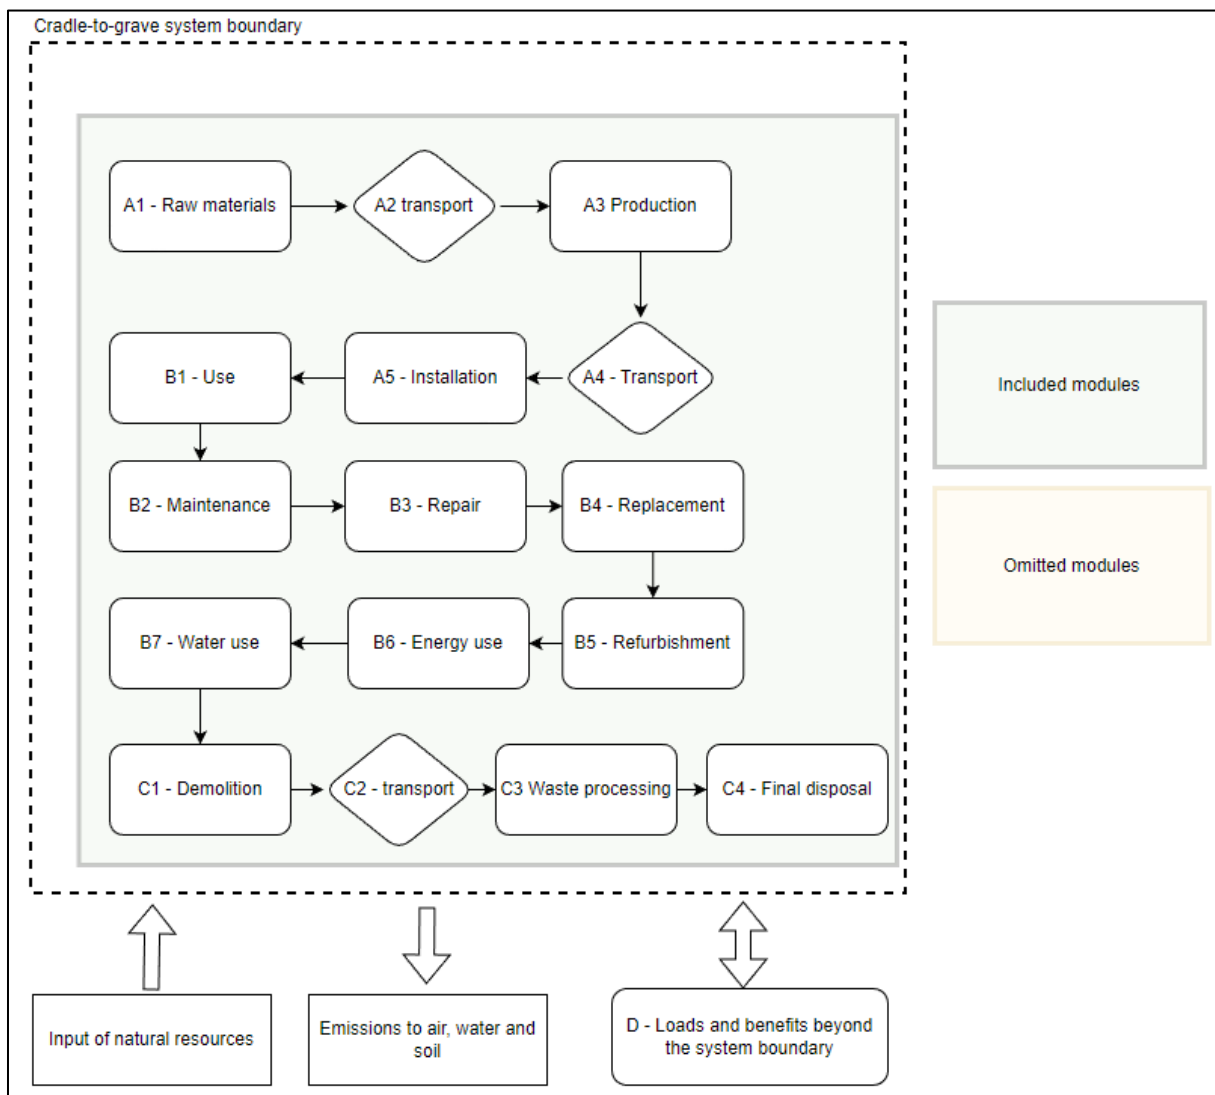 Cradle-to-grave system boundary
A1 - Raw materials
A2 transport
A3 Production
B1 - Use
A5 - Installation
A4 - Transport
Included modules
B2 - Maintenance
B3 - Repair
B4 - Replacement
Omitted modules
B7 - Water use
B6 - Energy use
B5 - Refurbishment
C1 - Demolition
C2 - transport
C3 Waste processing
C4 - Final disposal
Input of natural resources
Emissions to air, water and
soil
D - Loads and benefits beyond
the system boundary